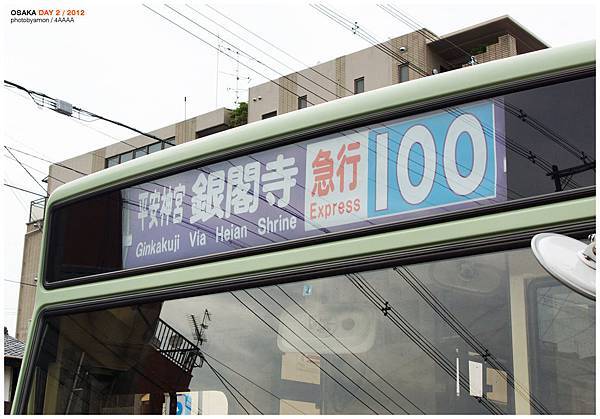 OSAKA DAY 2 / 2012
photobyamon / 4AAAA
平安神宮 銀閣寺 急行 100
Ginkakuji Via Heian Shrine Express